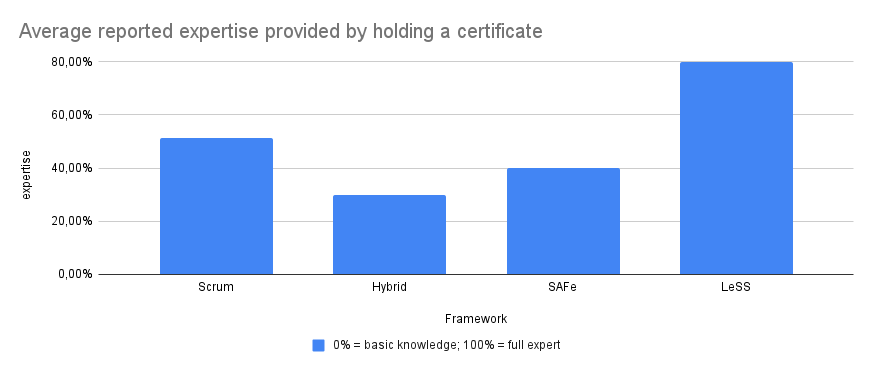 Average reported expertise provided by holding a certificate
80,00%
60,00%
40,00%
20,00%
0,00%
expertise
Scrum
Hybrid
SAFe
LeSS
Framework
0% = basic knowledge; 100% = full expert